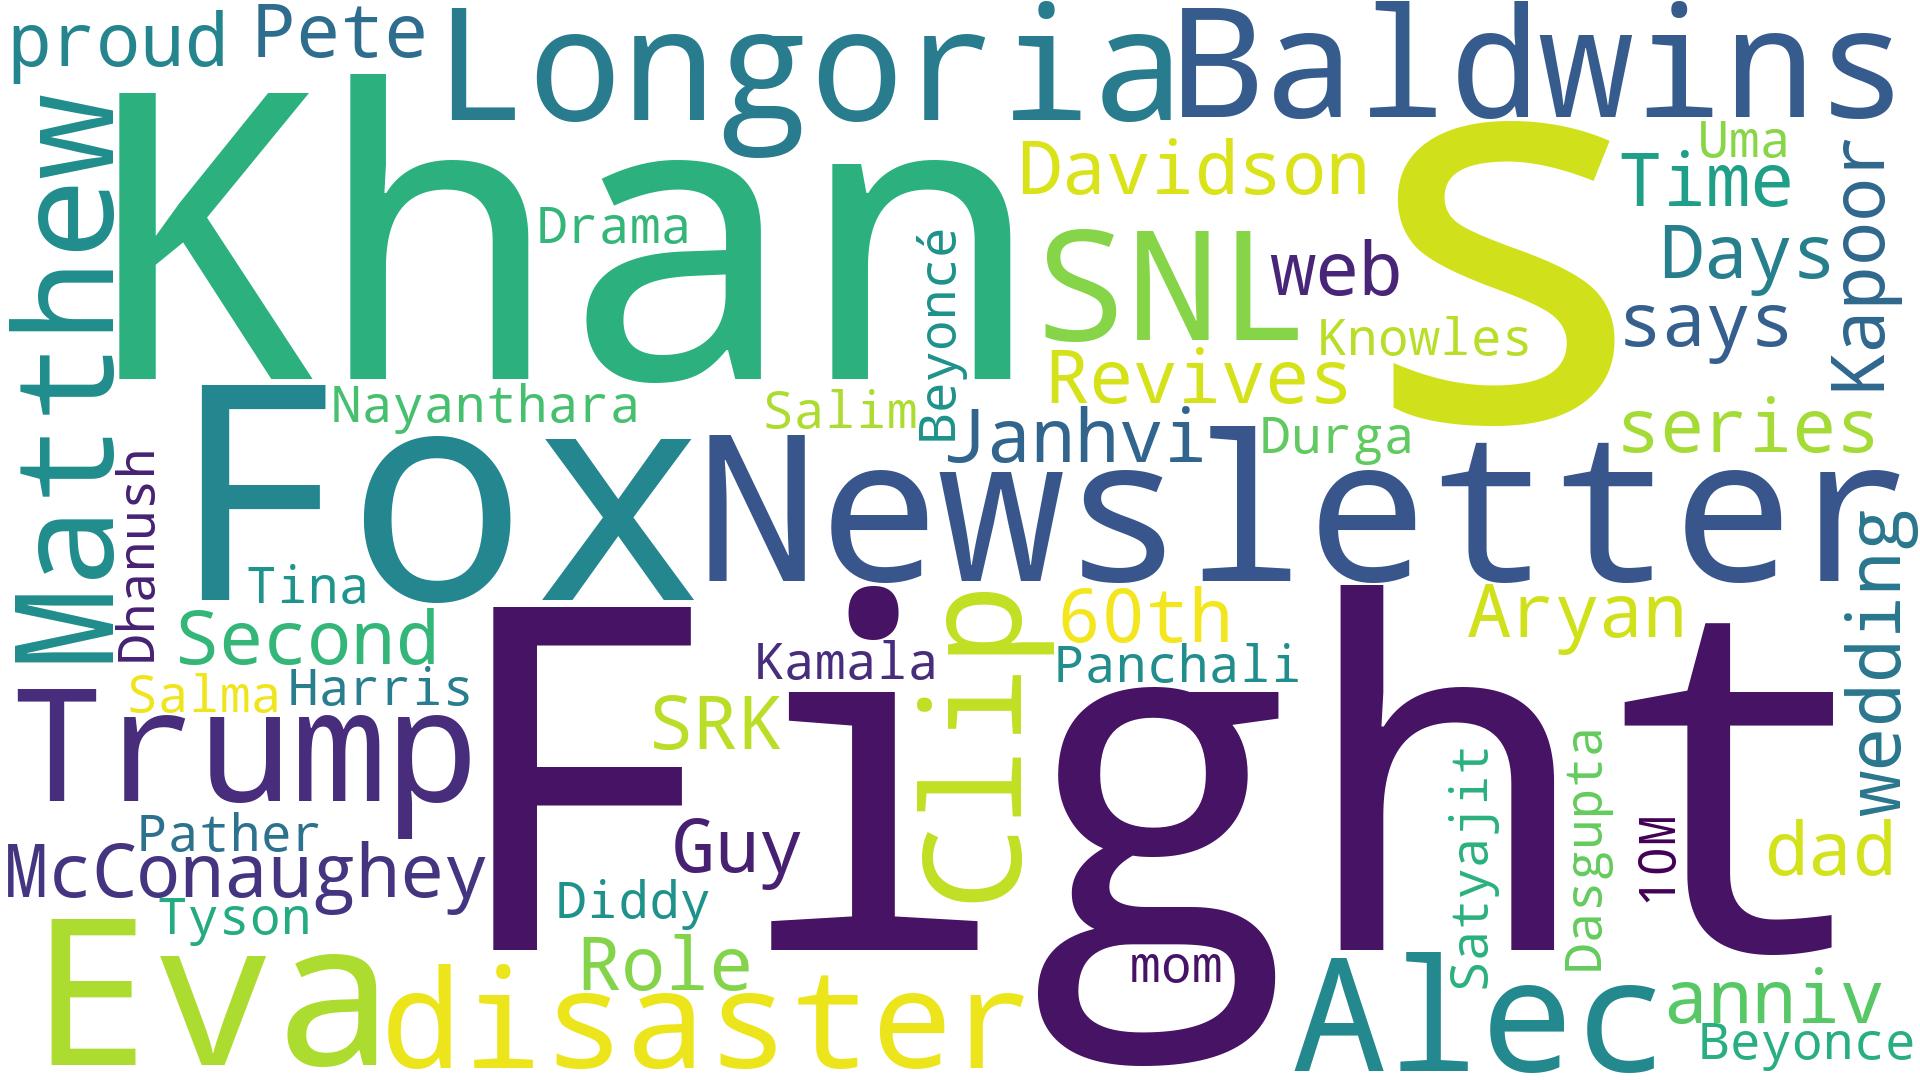 proud
Pete
Longoria
Baldwins
Matthew
Khan
Davidson
S
Uma
Time
Kapoor
Drama
Beyoncé
SNL
web
Days
says
Knowles
Revives
Fox
Nayanthara
Salim
Janhvi
Durga
series
Newsletter
Dhanush
Tina
Second
Fight
Kamala
Clip
60th
Panchali
Aryan
wedding
Salma
Harris
Trump
SRK
Pather
McConaughey
Guy
Satyajit
Dasgupta
10M
dad
Tyson
Diddy
Eva
disaster
Role
mom
Alec
anniv
Beyonce